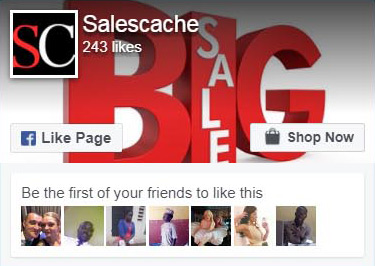 SC
Salescache
243 likes
BIG
SALE
Like Page
Shop Now
Be the first of your friends to like this